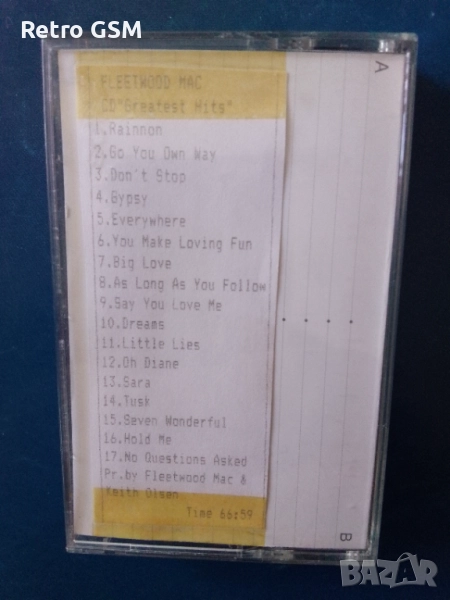 Retro GSM
A
FLEETWOOD MAC
CD"Greatest Hits"
1.Rainnon
2.Go You Own Way
3.Don't Stop
4.Gypsy
5.Everywhere
6.You Make Loving Fun
7.Big Love
8.As Long As You Follow
9.Say You Love Me
10.Dreams
11.Little Lies
12.Oh Diane
13.Sara
14.Tusk
15.Seven Wonderful
16.Hold Me
17.No Questions Asked
Pr.by Fleetwood Mac &
Keith Olsen
Time 66:59
B
BAZAR